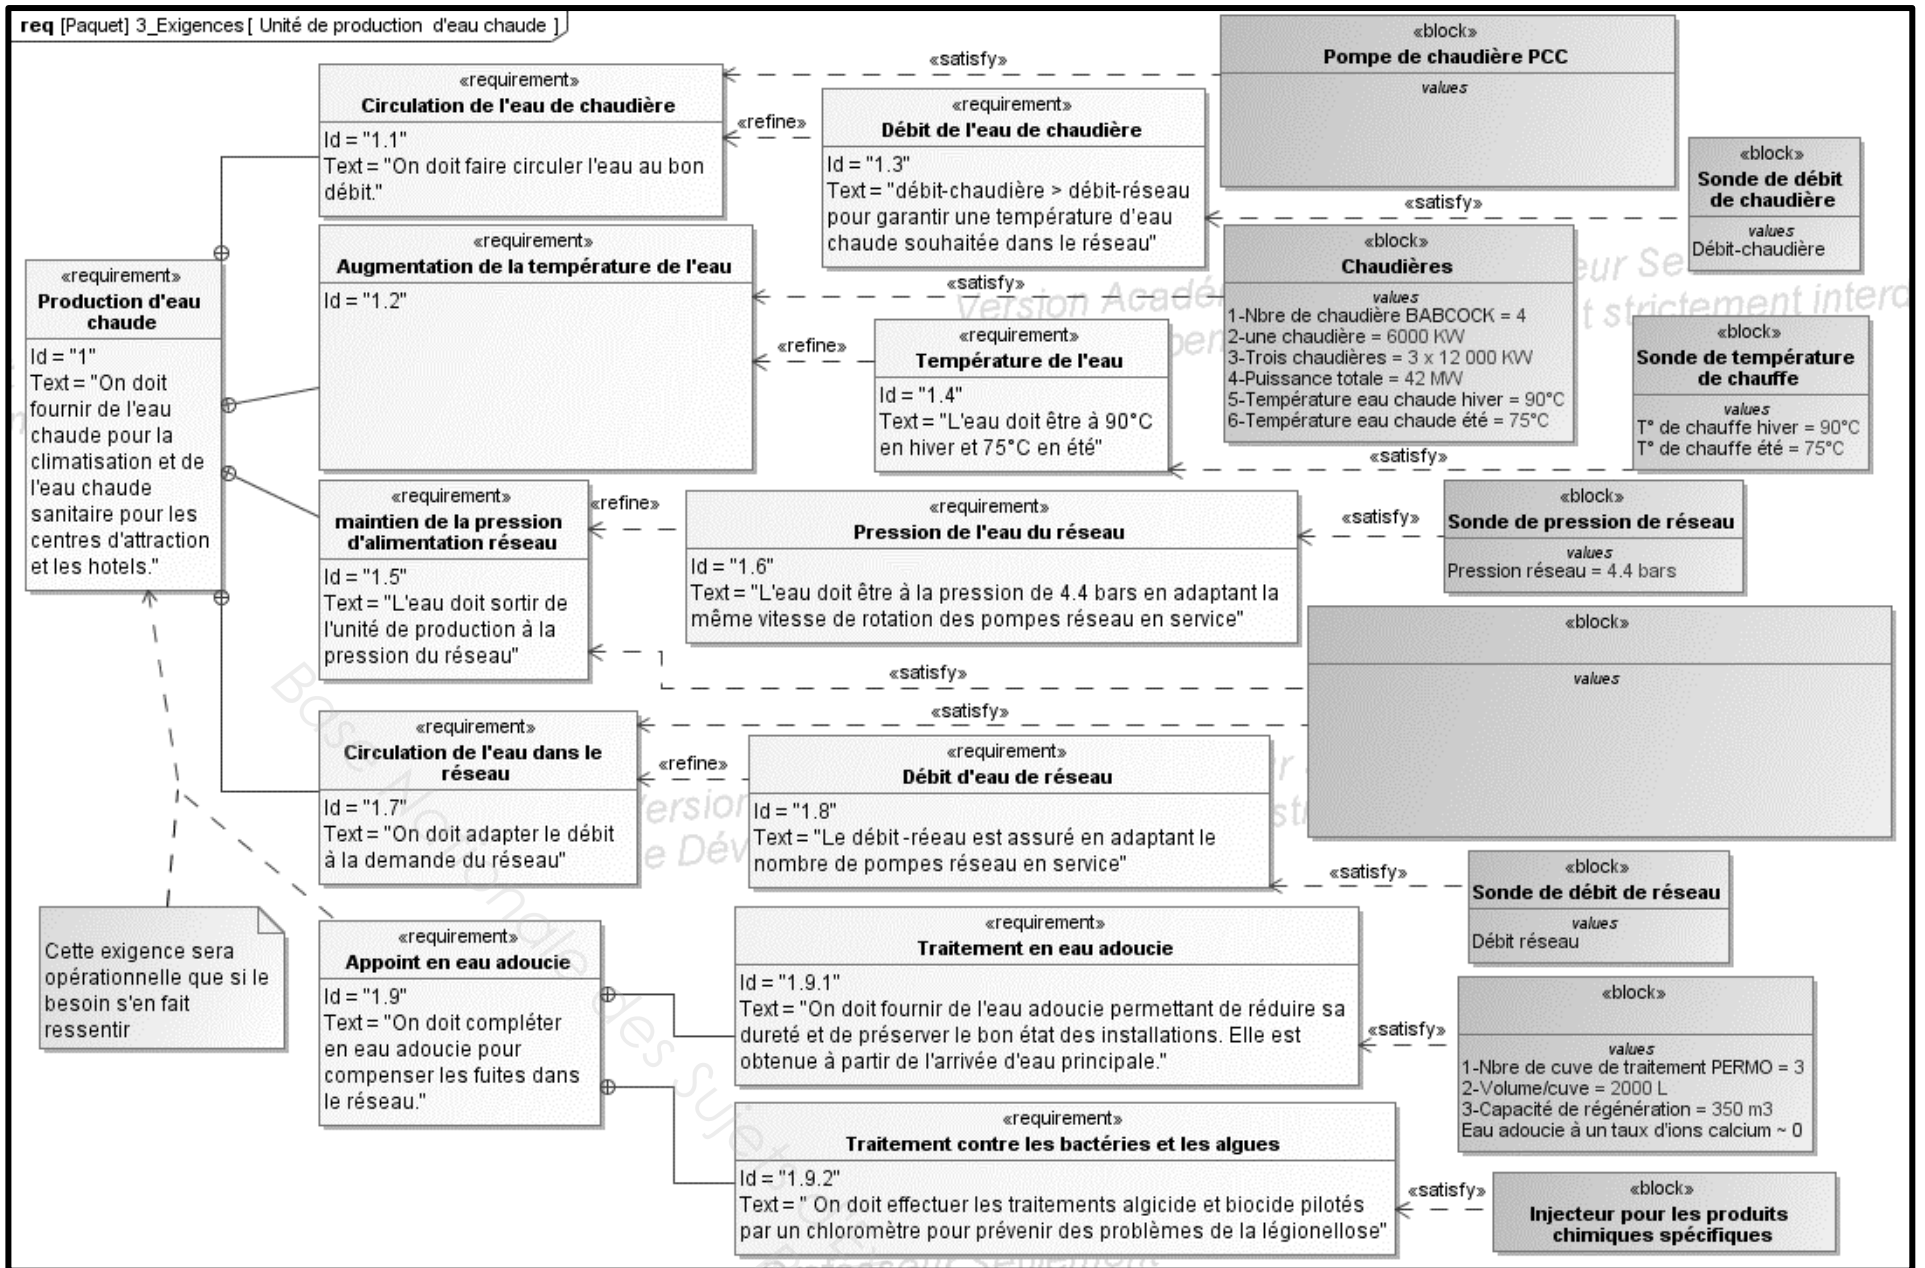 req [Paquet] 3_Exigences [ Unité de production d'eau chaude ]
«block»
Pompe de chaudière PCC
values
«satisfy»
«requirement»
Circulation de l'eau de chaudière
Id = "1.1"
Text = "On doit faire circuler l'eau au bon
débit."
«refine»
«requirement»
Débit de l'eau de chaudière
Id = "1.3"
Text = "débit-chaudière > débit-réseau
pour garantir une température d'eau
chaude souhaitée dans le réseau"
«satisfy»
«block»
Sonde de débit
de chaudière
values
Débit-chaudière
«requirement»
Augmentation de la température de l'eau
Id = "1.2"
«satisfy»
«block»
Chaudières
values
1-Nbre de chaudière BABCOCK = 4
2-une chaudière = 6000 KW
3-Trois chaudières = 3 x 12 000 KW
4-Puissance totale = 42 MW
5-Température eau chaude hiver = 90°C
6-Température eau chaude été = 75°C
«requirement»
Production d'eau
chaude
Id = "1"
Text = "On doit
fournir de l'eau
chaude pour la
climatisation et de
l'eau chaude
sanitaire pour les
centres d'attraction
et les hotels."
«refine»
«requirement»
Température de l'eau
Id = "1.4"
Text = "L'eau doit être à 90°C
en hiver et 75°C en été"
«satisfy»
«block»
Sonde de température
de chauffe
values
T° de chauffe hiver = 90°C
T° de chauffe été = 75°C
«requirement»
maintien de la pression
d'alimentation réseau
Id = "1.5"
Text = "L'eau doit sortir de
l'unité de production à la
pression du réseau"
«refine»
«requirement»
Pression de l'eau du réseau
Id = "1.6"
Text = "L'eau doit être à la pression de 4.4 bars en adaptant la
même vitesse de rotation des pompes réseau en service"
«satisfy»
«block»
Sonde de pression de réseau
values
Pression réseau = 4.4 bars
«block»
values
«satisfy»
«satisfy»
«requirement»
Circulation de l'eau dans le
réseau
Id = "1.7"
Text = "On doit adapter le débit
à la demande du réseau"
«refine»
«requirement»
Débit d'eau de réseau
Id = "1.8"
Text = "Le débit -réeau est assuré en adaptant le
nombre de pompes réseau en service"
«satisfy»
«block»
Sonde de débit de réseau
values
Débit réseau
Cette exigence sera
opérationnelle que si le
besoin s'en fait
ressentir
«requirement»
Appoint en eau adoucie
Id = "1.9"
Text = "On doit compléter
en eau adoucie pour
compenser les fuites dans
le réseau."
«requirement»
Traitement en eau adoucie
Id = "1.9.1"
Text = "On doit fournir de l'eau adoucie permettant de réduire sa
dureté et de préserver le bon état des installations. Elle est
obtenue à partir de l'arrivée d'eau principale."
«satisfy»
«block»
values
1-Nbre de cuve de traitement PERMO = 3
2-Volume/cuve = 2000 L
3-Capacité de régénération = 350 m3
Eau adoucie à un taux d'ions calcium ~ 0
«requirement»
Traitement contre les bactéries et les algues
Id = "1.9.2"
Text = " On doit effectuer les traitements algicide et biocide pilotés
par un chloromètre pour prévenir des problèmes de la légionellose"
«satisfy»
«block»
Injecteur pour les produits
chimiques spécifiques
Base Nationale des Sujets
strictement